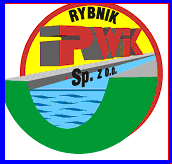 RYBNIK
PWiK
Sp. z o.o.